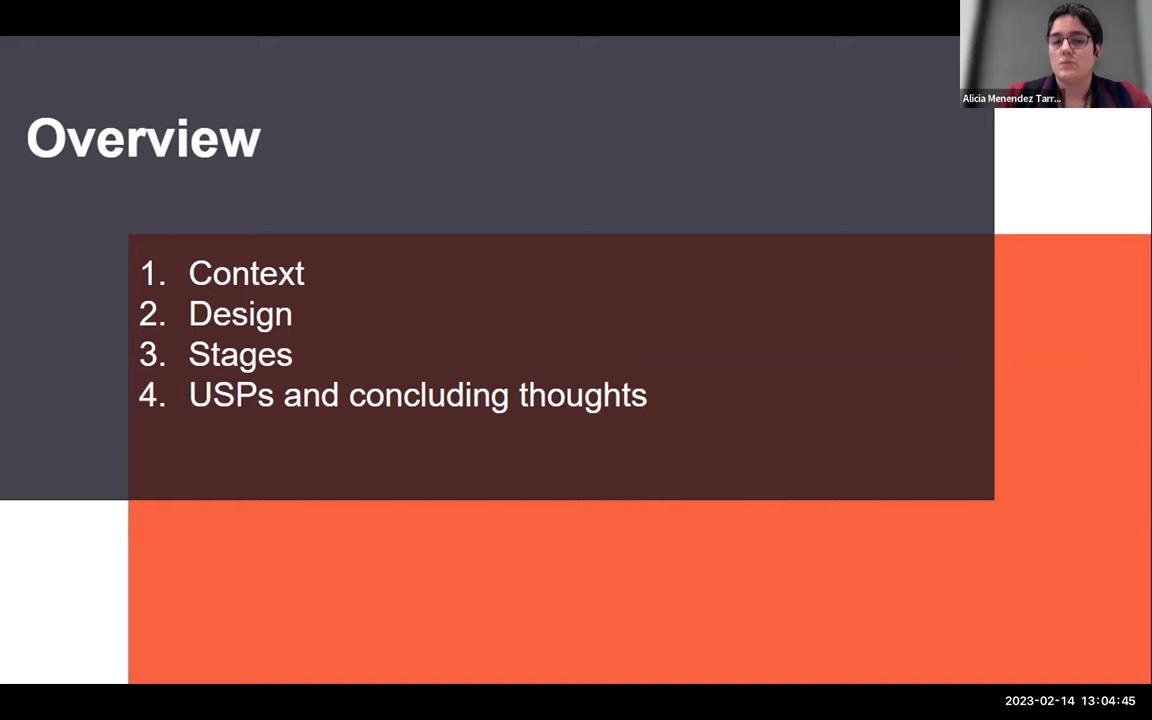 Alicia Menendez Tarr...
Overview
1. Context
2. Design
3. Stages
4. USPs and concluding thoughts
2023-02-14 13:04:45